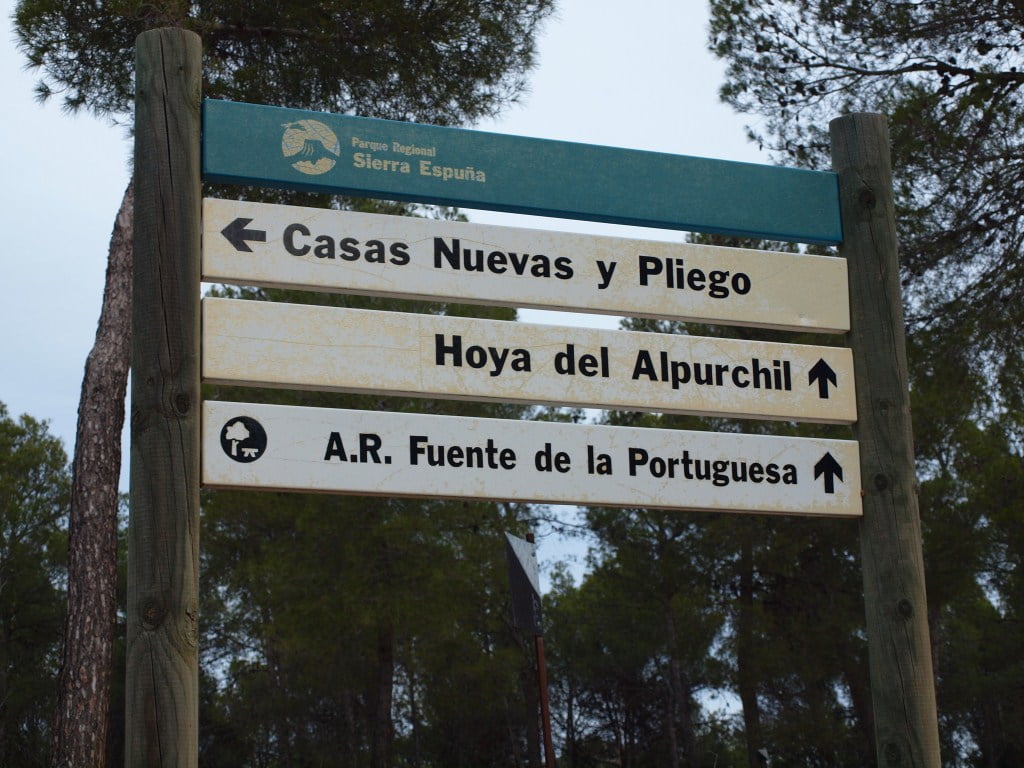 Parque Regional
Sierra Espuña
Casas Nuevas y Pliego
Hoya del Alpurchil
A.R. Fuente de la Portuguesa